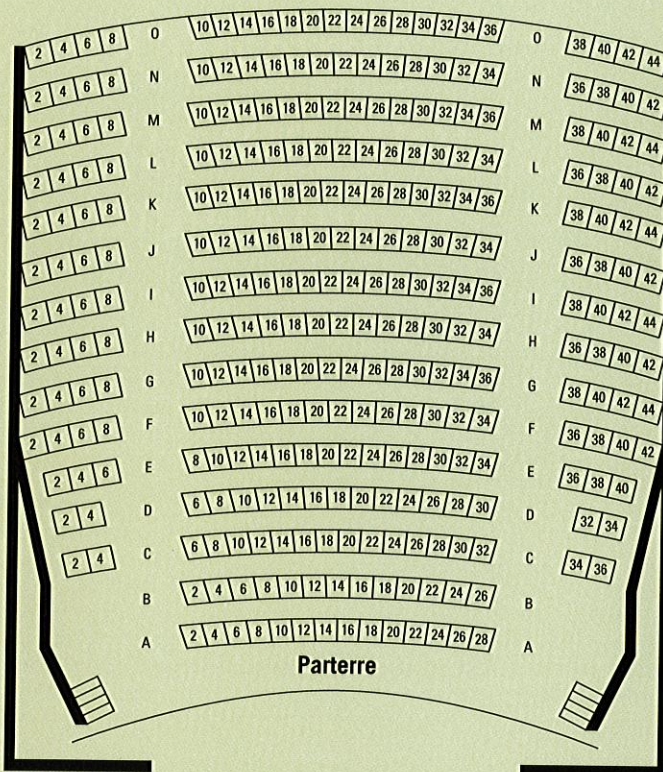 2 4 6 8 O 10 12 14 16 18 20 22 24 26 28 30 32 34 36 O 38 40 42 44
2 4 6 8 N 10 12 14 16 18 20 22 24 26 28 30 32 34 N 36 38 40 42
2 4 6 8 M 10 12 14 16 18 20 22 24 26 28 30 32 34 36 M 38 40 42 44
2 4 6 8 L 10 12 14 16 18 20 22 24 26 28 30 32 34 L 36 38 40 42
2 4 6 8 K 10 12 14 16 18 20 22 24 26 28 30 32 34 36 K 38 40 42 44
2 4 6 8 J 10 12 14 16 18 20 22 24 26 28 30 32 34 J 36 38 40 42
2 4 6 8 I 10 12 14 16 18 20 22 24 26 28 30 32 34 36 I 38 40 42 44
2 4 6 8 H 10 12 14 16 18 20 22 24 26 28 30 32 34 H 36 38 40 42
2 4 6 8 G 10 12 14 16 18 20 22 24 26 28 30 32 34 36 G 38 40 42 44
2 4 6 8 F 10 12 14 16 18 20 22 24 26 28 30 32 34 F 36 38 40 42
2 4 6 E 8 10 12 14 16 18 20 22 24 26 28 30 32 34 E 36 38 40
2 4 D 6 8 10 12 14 16 18 20 22 24 26 28 30 D 32 34
2 4 C 6 8 10 12 14 16 18 20 22 24 26 28 30 32 C 34 36
B 2 4 6 8 10 12 14 16 18 20 22 24 26 B
A 2 4 6 8 10 12 14 16 18 20 22 24 26 28 A
Parterre